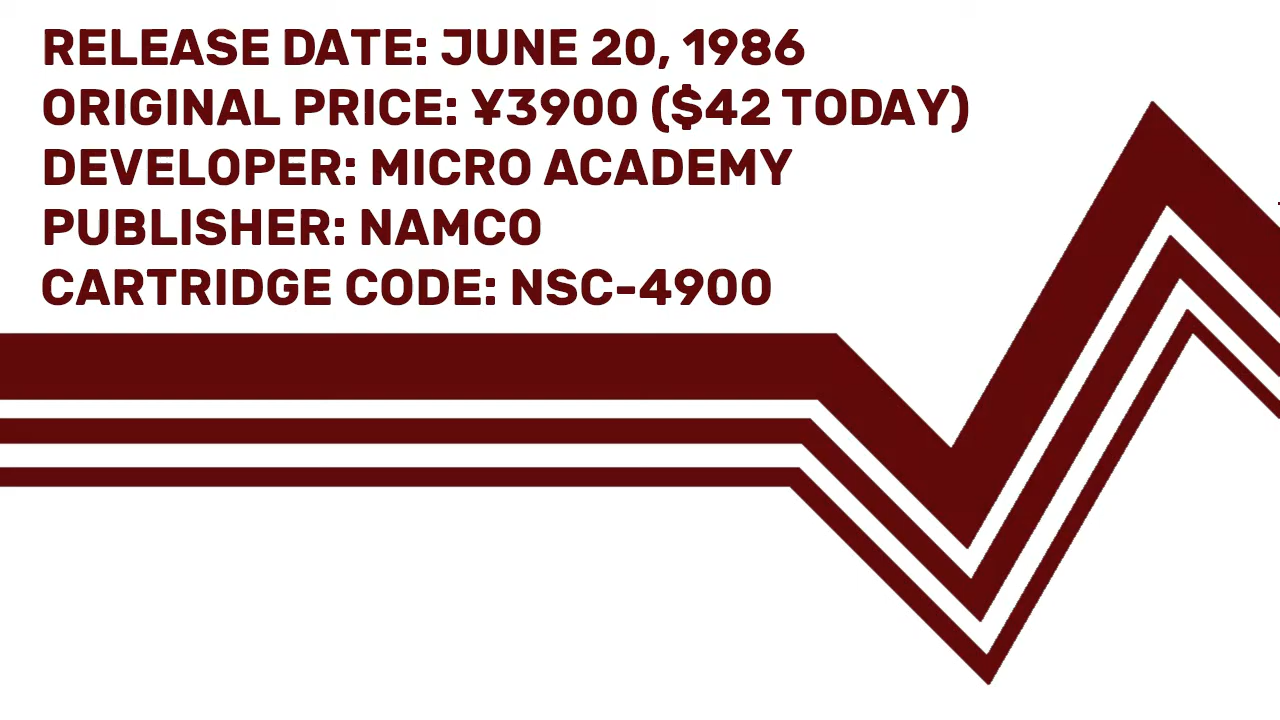 RELEASE DATE: JUNE 20, 1986
ORIGINAL PRICE: ¥3900 ($42 TODAY)
DEVELOPER: MICRO ACADEMY
PUBLISHER: NAMCO
CARTRIDGE CODE: NSC-4900